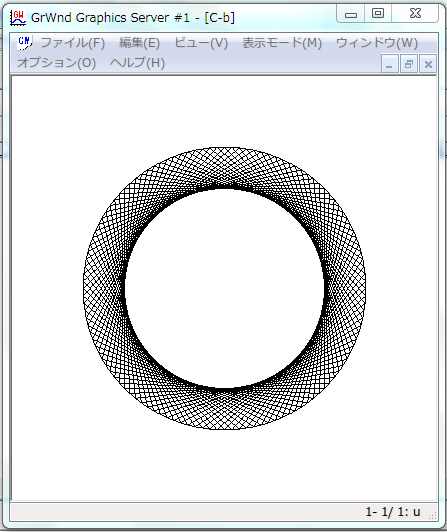 GrWnd Graphics Server #1 - [C-b]
ファイル(F) 編集(E) ビュー(V) 表示モード(M) ウィンドウ(W)
オプション(O) ヘルプ(H)
1- 1/ 1: u